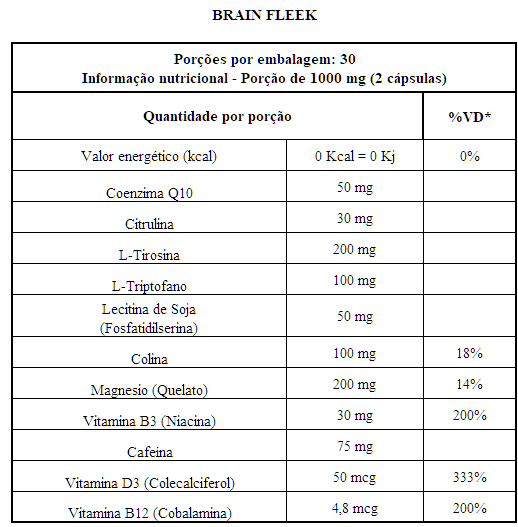 BRAIN FLEEK
Porções por embalagem: 30
Informação nutricional - Porção de 1000 mg (2 cápsulas)
Quantidade por porção %VD*
Valor energético (kcal) 0 Kcal = 0 Kj 0%
Coenzima Q10 50 mg
Citrulina 30 mg
L-Tirosina 200 mg
L-Triptofano 100 mg
Lecitina de Soja
(Fosfatidilserina) 50 mg
Colina 100 mg 18%
Magnesio (Quelato) 200 mg 14%
Vitamina B3 (Niacina) 30 mg 200%
Cafeina 75 mg
Vitamina D3 (Colecalciferol) 50 mcg 333%
Vitamina B12 (Cobalamina) 4,8 mcg 200%